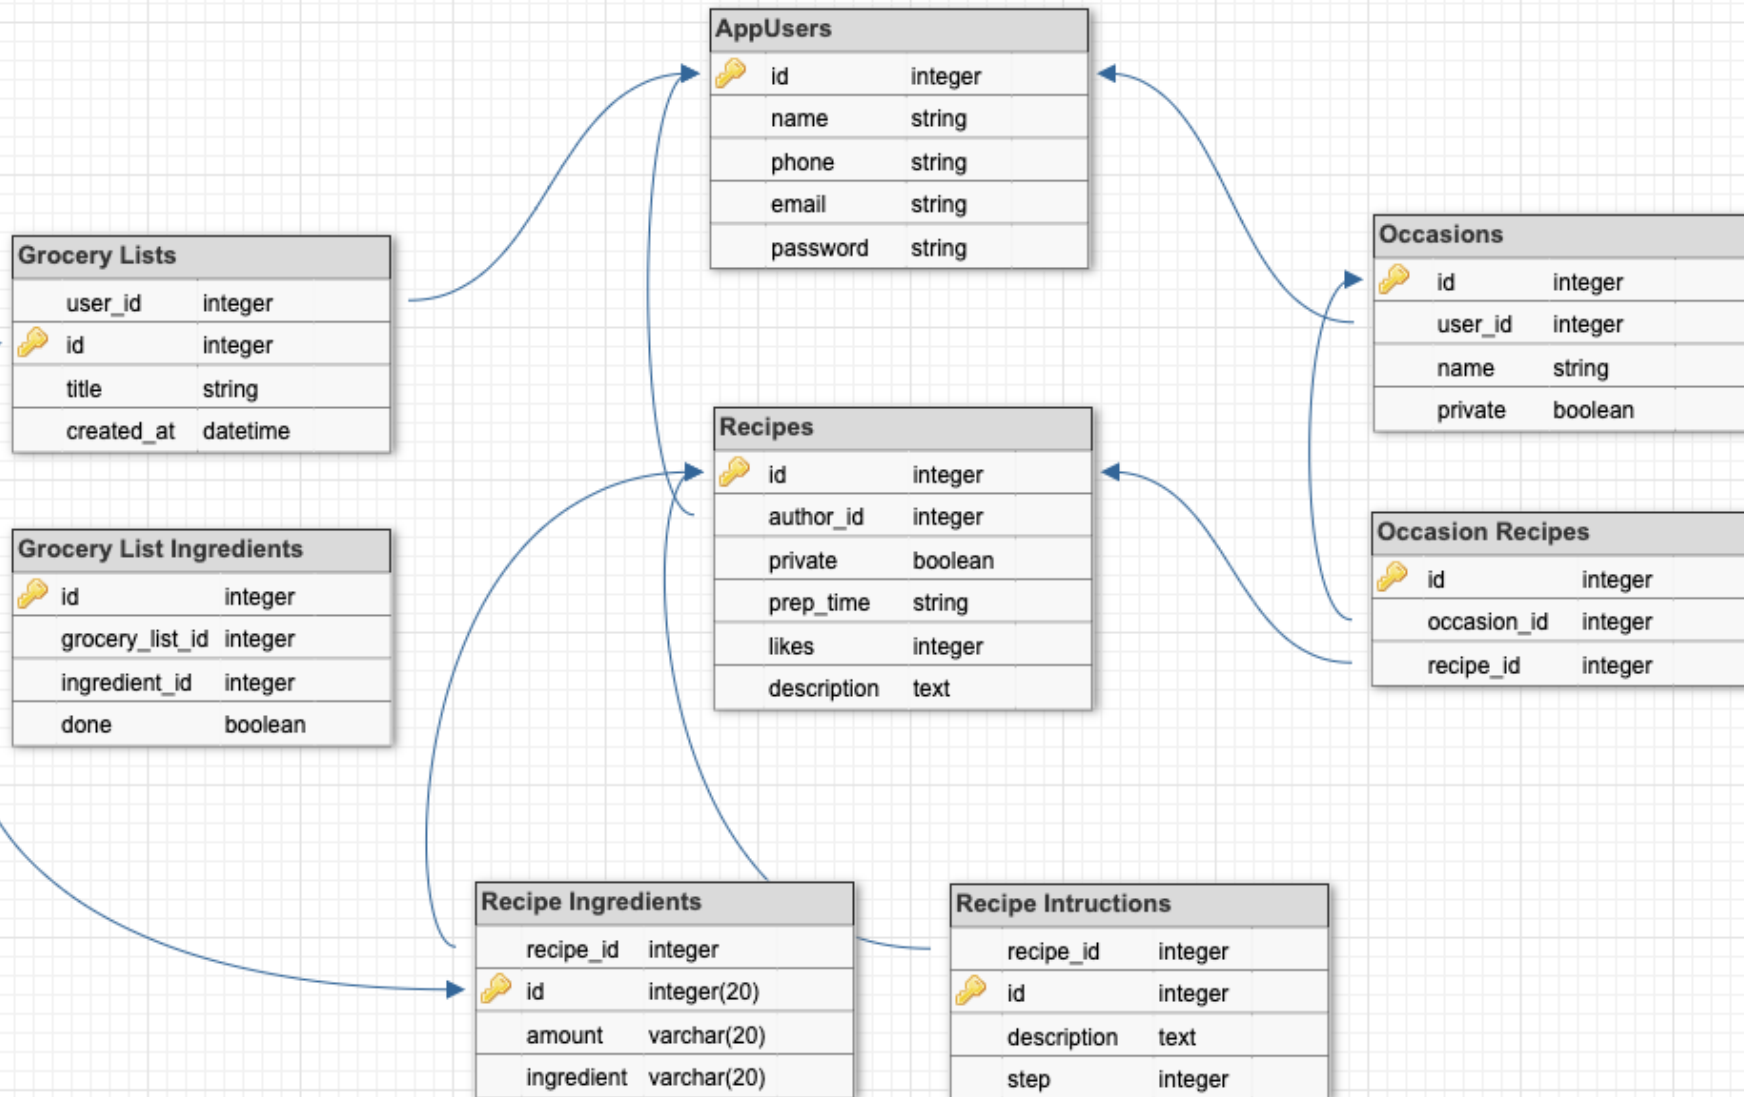 AppUsers
id integer
name string
phone string
email string
password string
Grocery Lists
user_id integer
id integer
title string
created_at datetime
Occasions
id integer
user_id integer
name string
private boolean
Recipes
id integer
author_id integer
private boolean
prep_time string
likes integer
description text
Grocery List Ingredients
id integer
grocery_list_id integer
ingredient_id integer
done boolean
Occasion Recipes
id integer
occasion_id integer
recipe_id integer
Recipe Ingredients
recipe_id integer
id integer(20)
amount varchar(20)
ingredient varchar(20)
Recipe Intructions
recipe_id integer
id integer
description text
step integer